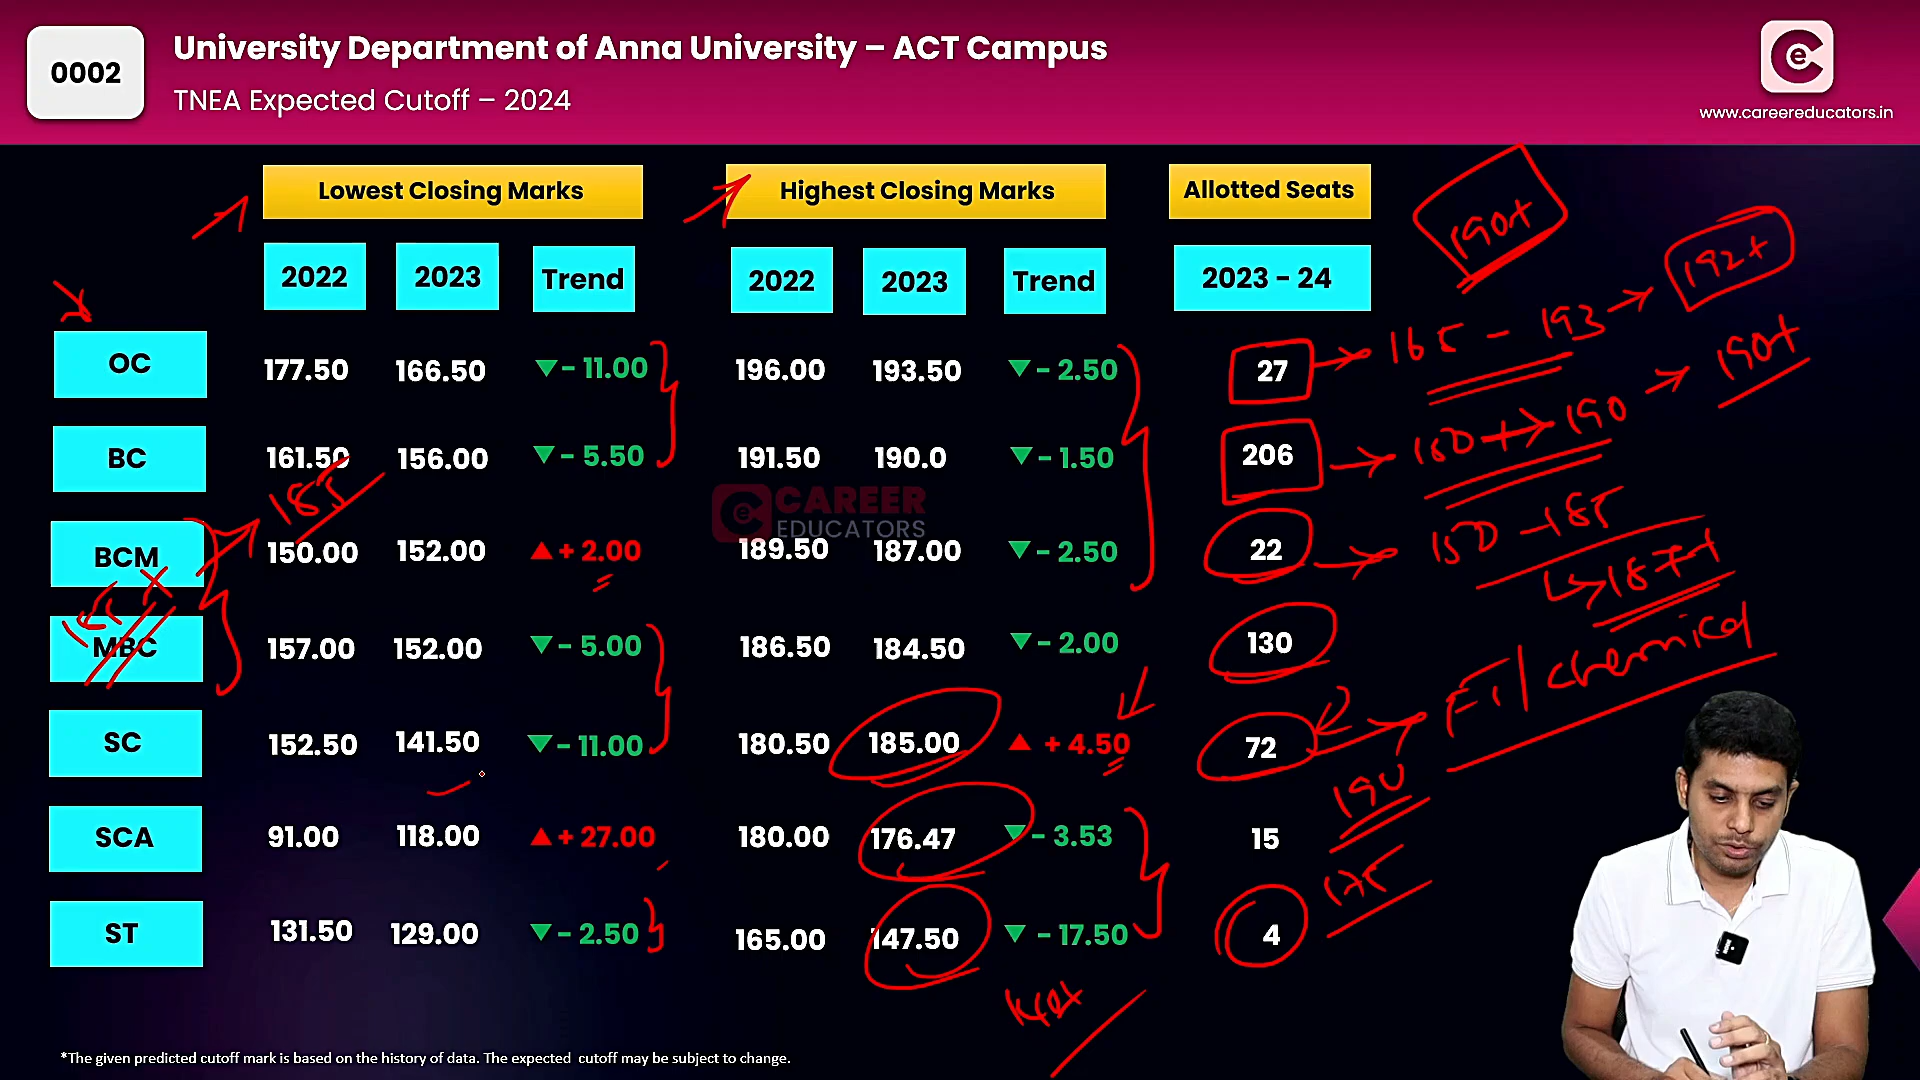 0002
University Department of Anna University – ACT Campus
TNEA Expected Cutoff – 2024
e
www.careereducators.in
Lowest Closing Marks Highest Closing Marks Allotted Seats
190+
192+
2022 2023 Trend 2022 2023 Trend 2023 - 24
OC 177.50 166.50 ▼- 11.00 196.00 193.50 ▼- 2.50 27 165 - 193
190+
BC 161.50 156.00 ▼- 5.50 191.50 190.0 ▼- 1.50 206 180+ 190
185
CAREER
EDUCATORS
BCM 150.00 152.00 ▲+ 2.00 189.50 187.00 ▼- 2.50 22 150 - 185
187+
MBC 157.00 152.00 ▼- 5.00 186.50 184.50 ▼- 2.00 130
FT/chemical
SC 152.50 141.50 ▼- 11.00 180.50 185.00 ▲ + 4.50 72
190
SCA 91.00 118.00 ▲+ 27.00 180.00 176.47 ▼- 3.53 15
175
ST 131.50 129.00 ▼- 2.50 165.00 147.50 ▼ - 17.50 4
*The given predicted cutoff mark is based on the history of data. The expected cutoff may be subject to change.